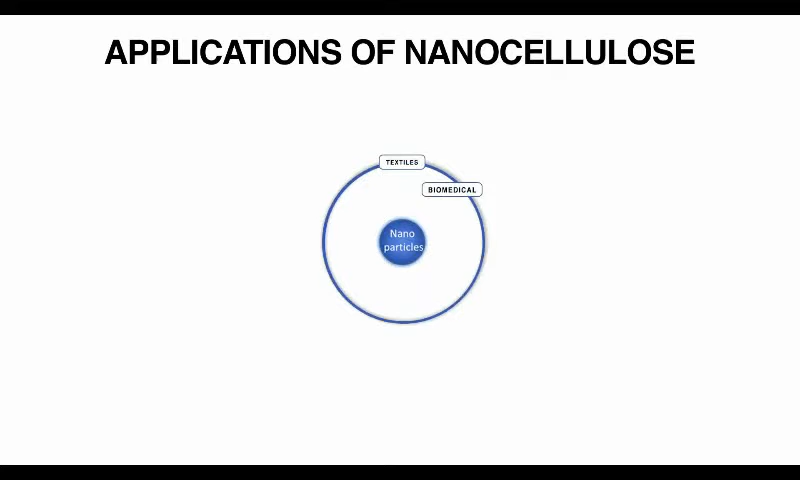 APPLICATIONS OF NANOCELLULOSE
TEXTILES
BIOMEDICAL
Nano
particles